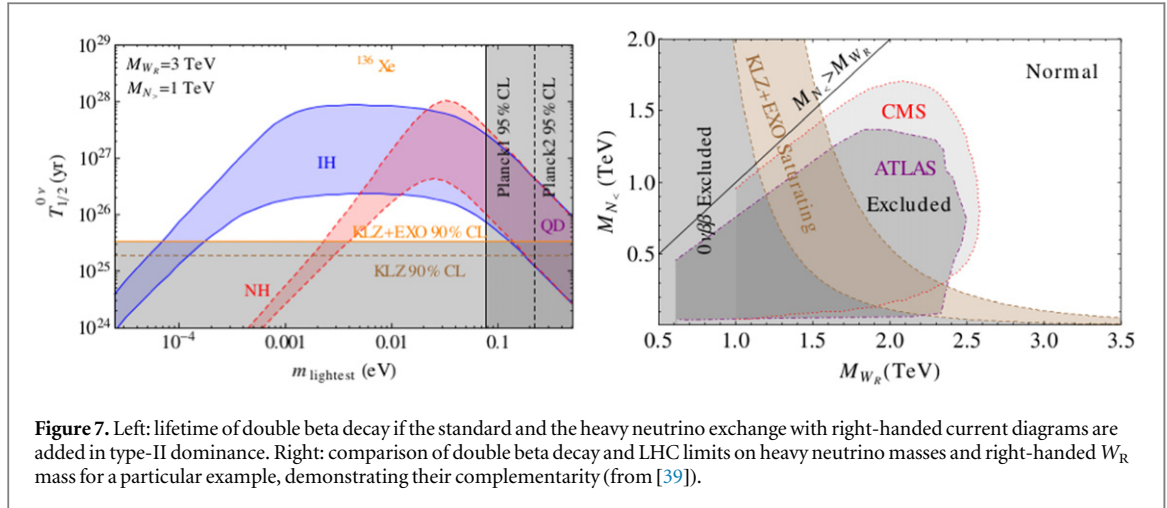 10^29
10^28
10^27
10^26
10^25
10^24
T^0ν_1/2 (yr)
M_{W_R}=3 TeV
M_{N_>}=1 TeV
136 Xe
IH
NH
QD
KLZ+EXO 90% CL
KLZ 90% CL
Planck1 95% CL
Planck2 95% CL
10^−4
0.001
0.01
0.1
m_lightest (eV)
2.0
1.5
1.0
0.5
M_{N_<} (TeV)
0νββ Excluded
KLZ+EXO Saturating
M_{N_<}>M_{W_R}
Normal
CMS
ATLAS
Excluded
0.5
1.0
1.5
2.0
2.5
3.0
3.5
M_{W_R}(TeV)
Figure 7. Left: lifetime of double beta decay if the standard and the heavy neutrino exchange with right-handed current diagrams are
added in type-II dominance. Right: comparison of double beta decay and LHC limits on heavy neutrino masses and right-handed W_R
mass for a particular example, demonstrating their complementarity (from [39]).